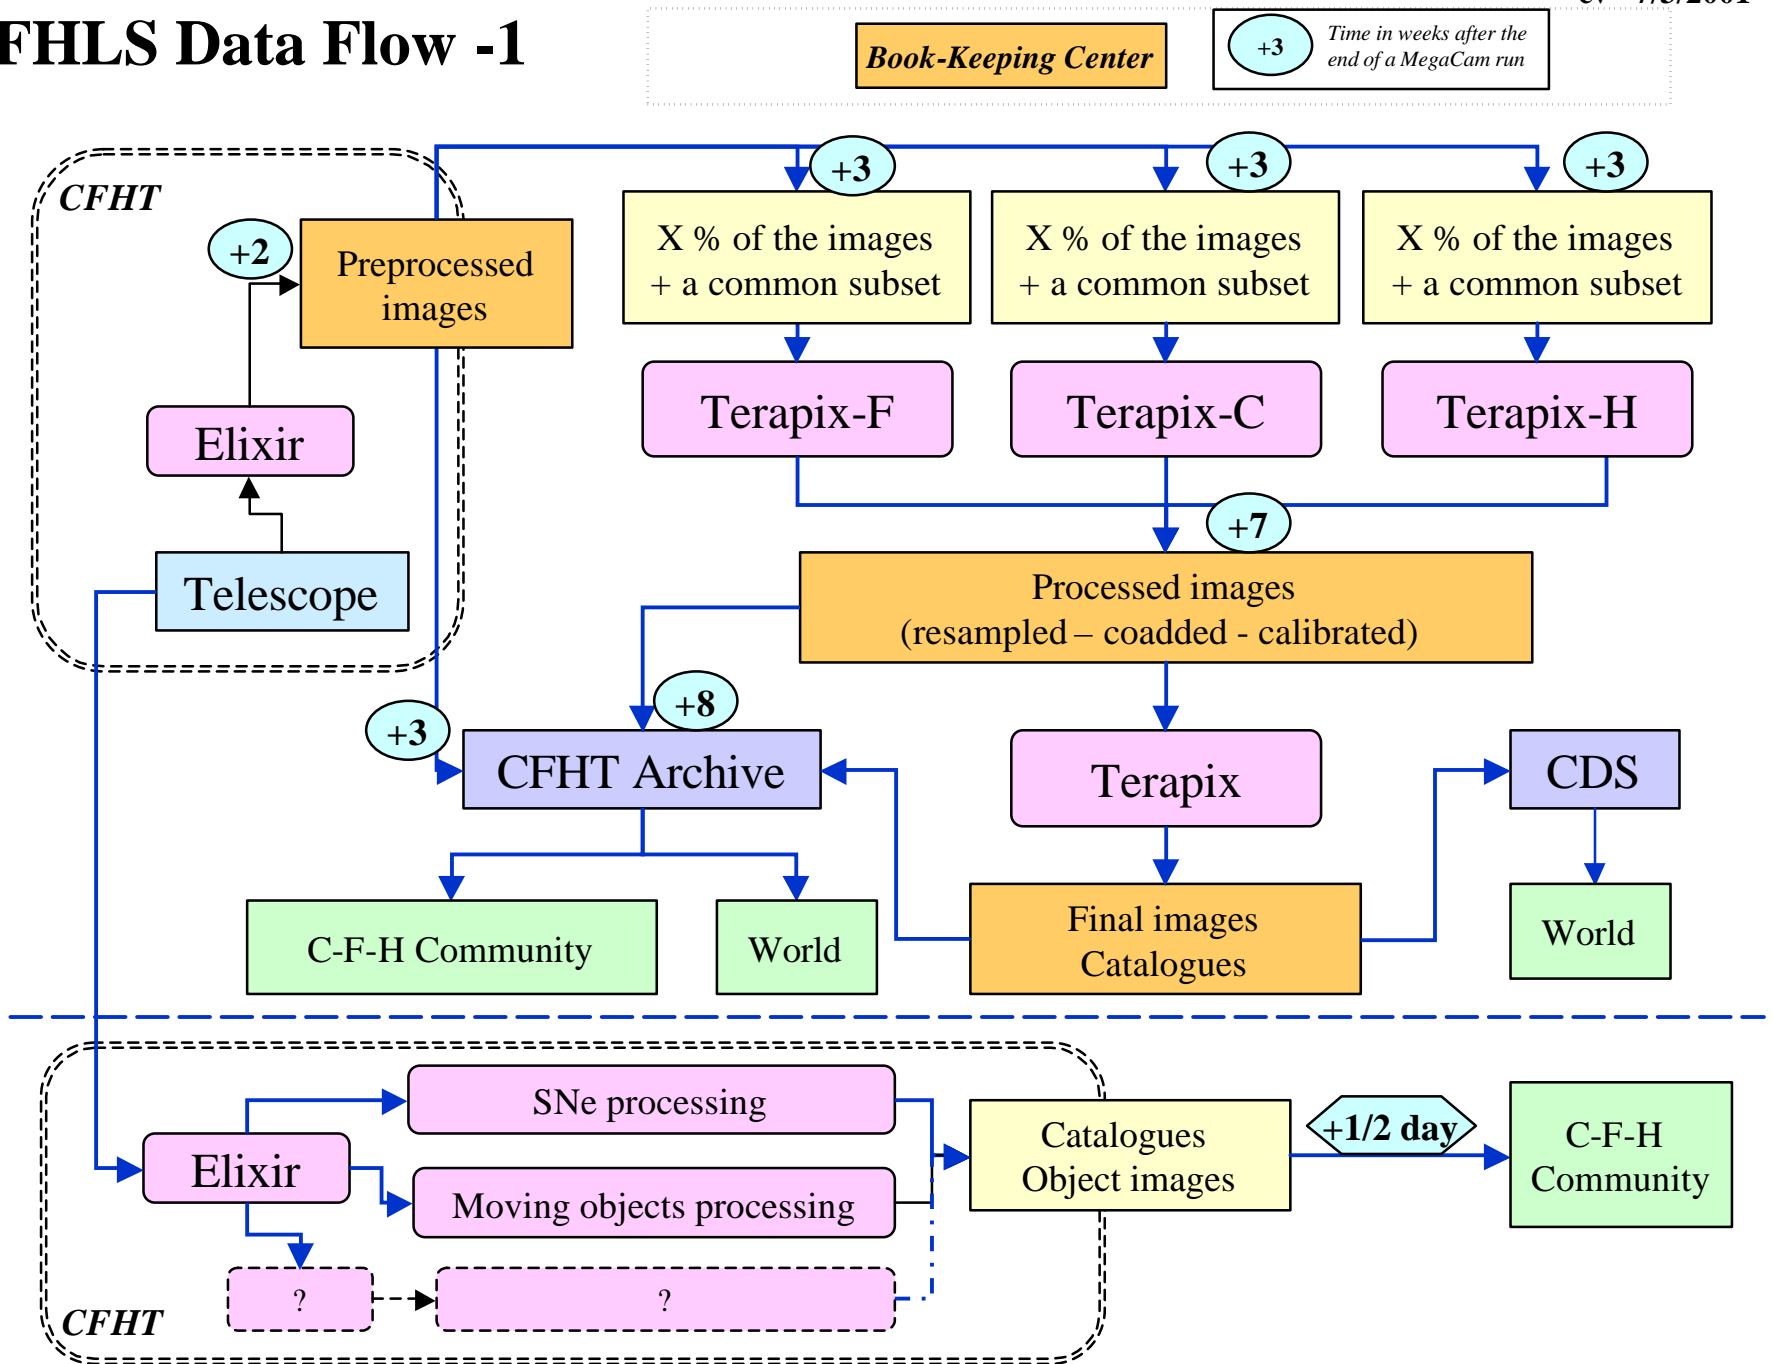 FHLS Data Flow -1
7/5/2001
Book-Keeping Center
+3
Time in weeks after the
end of a MegaCam run
CFHT
+2
Preprocessed
images
Elixir
Telescope
+3
+3
+3
X % of the images
+ a common subset
X % of the images
+ a common subset
X % of the images
+ a common subset
Terapix-F
Terapix-C
Terapix-H
+7
Processed images
(resampled – coadded - calibrated)
+8
+3
CFHT Archive
Terapix
CDS
C-F-H Community
World
Final images
Catalogues
World
SNe processing
Elixir
Moving objects processing
?
?
CFHT
Catalogues
Object images
+1/2 day
C-F-H
Community